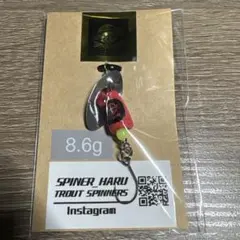 8.6g
SPINER_HARU
TROUT SPINNERS
Instagram